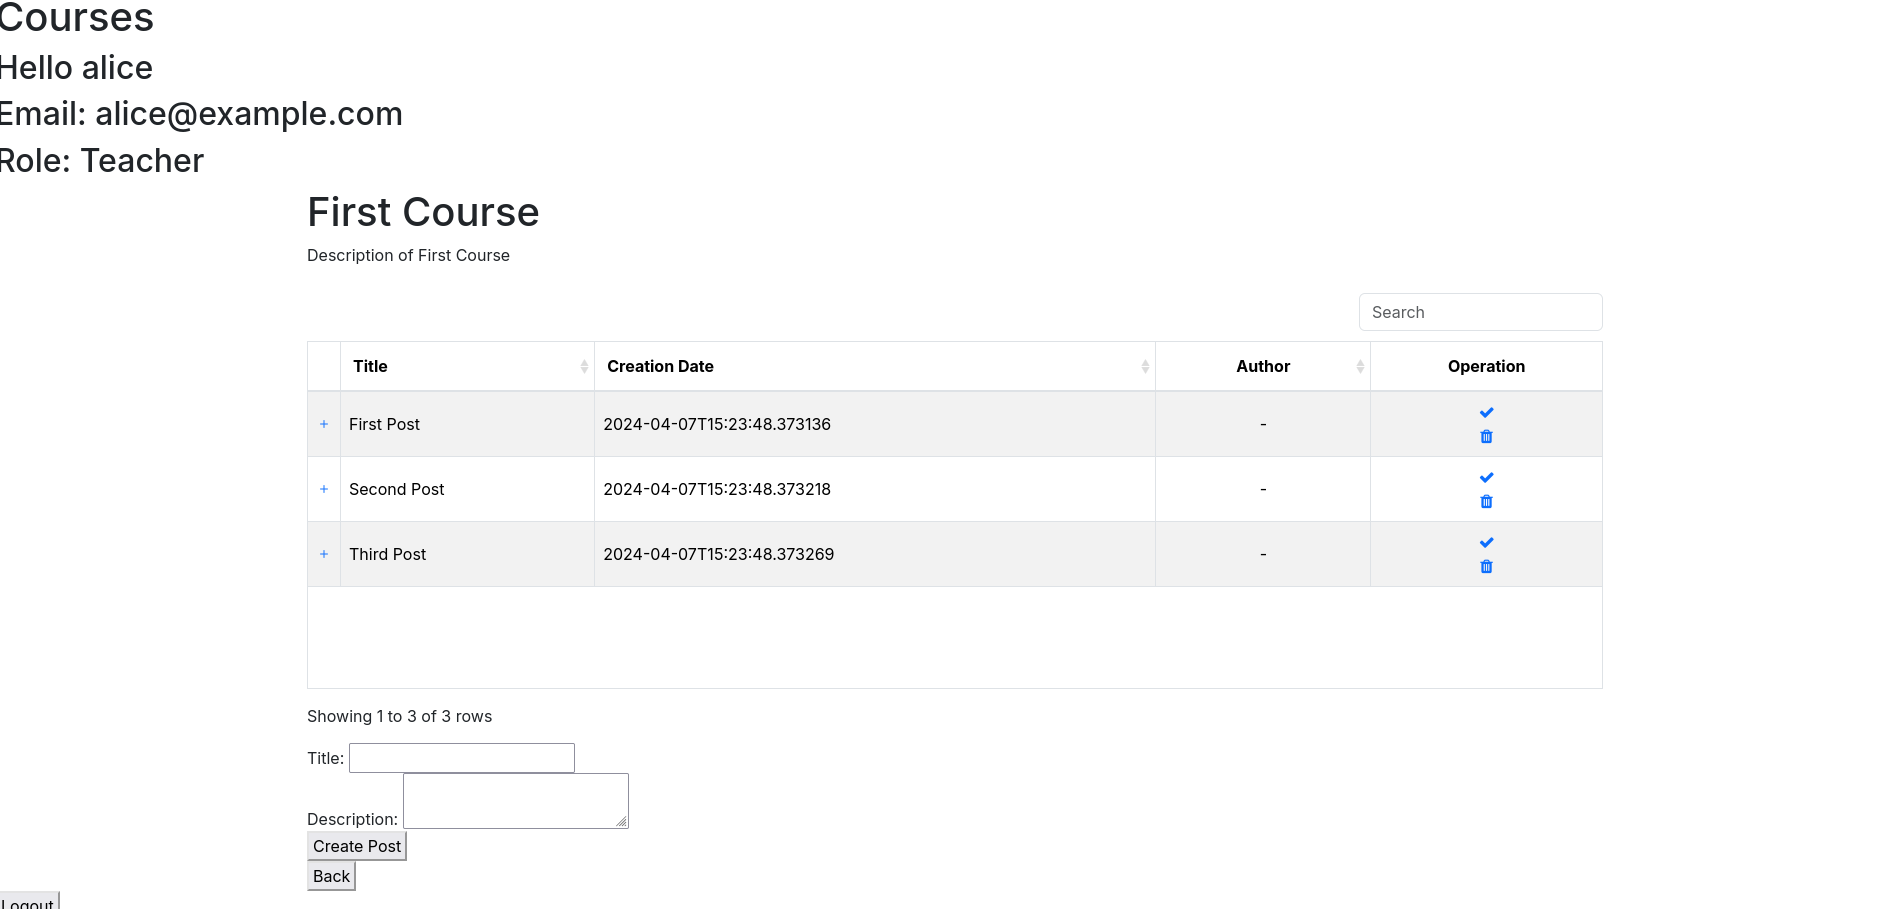 Courses
Hello alice
Email: alice@example.com
Role: Teacher
First Course
Description of First Course
Search
Title Creation Date Author Operation
+ First Post 2024-04-07T15:23:48.373136 -
+ Second Post 2024-04-07T15:23:48.373218 -
+ Third Post 2024-04-07T15:23:48.373269 -
Showing 1 to 3 of 3 rows
Title:
Description:
Create Post
Back
Logout